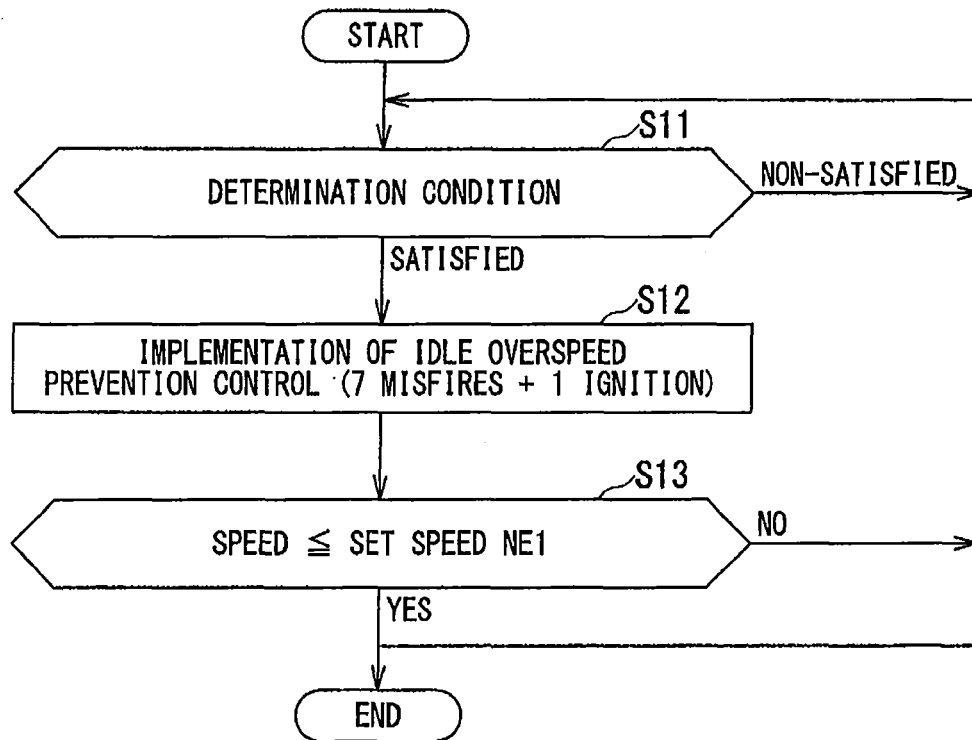 START
S11
DETERMINATION CONDITION
NON-SATISFIED
SATISFIED
S12
IMPLEMENTATION OF IDLE OVERSPEED
PREVENTION CONTROL (7 MISFIRES + 1 IGNITION)
S13
SPEED ≦ SET SPEED NE1
NO
YES
END